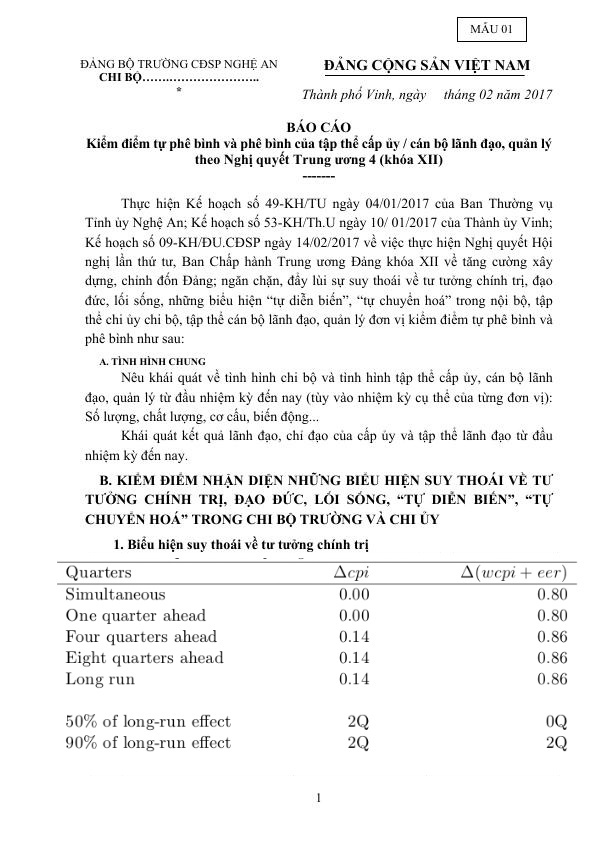 MẪU 01
ĐẢNG BỘ TRƯỜNG CĐSP NGHỆ AN
CHI BỘ…………………….
*
ĐẢNG CỘNG SẢN VIỆT NAM
Thành phố Vinh, ngày     tháng 02 năm 2017
BÁO CÁO
Kiểm điểm tự phê bình và phê bình của tập thể cấp ủy / cán bộ lãnh đạo, quản lý
theo Nghị quyết Trung ương 4 (khóa XII)
-------
Thực hiện Kế hoạch số 49-KH/TU ngày 04/01/2017 của Ban Thường vụ
Tỉnh ủy Nghệ An; Kế hoạch số 53-KH/Th.U ngày 10/ 01/2017 của Thành ủy Vinh;
Kế hoạch số 09-KH/ĐU.CĐSP ngày 14/02/2017 về việc thực hiện Nghị quyết Hội
nghị lần thứ tư, Ban Chấp hành Trung ương Đảng khóa XII về tăng cường xây
dựng, chỉnh đốn Đảng; ngăn chặn, đẩy lùi sự suy thoái về tư tưởng chính trị, đạo
đức, lối sống, những biểu hiện “tự diễn biến”, “tự chuyển hoá” trong nội bộ, tập
thể chi ủy chi bộ, tập thể cán bộ lãnh đạo, quản lý đơn vị kiểm điểm tự phê bình và
phê bình như sau:
A. TÌNH HÌNH CHUNG
Nêu khái quát về tình hình chi bộ và tình hình tập thể cấp ủy, cán bộ lãnh
đạo, quản lý từ đầu nhiệm kỳ đến nay (tùy vào nhiệm kỳ cụ thể của từng đơn vị):
Số lượng, chất lượng, cơ cấu, biến động...
Khái quát kết quả lãnh đạo, chỉ đạo của cấp ủy và tập thể lãnh đạo từ đầu
nhiệm kỳ đến nay.
B. KIỂM ĐIỂM NHẬN DIỆN NHỮNG BIỂU HIỆN SUY THOÁI VỀ TƯ
TƯỞNG CHÍNH TRỊ, ĐẠO ĐỨC, LỐI SỐNG, “TỰ DIỄN BIẾN”, “TỰ
CHUYỂN HOÁ” TRONG CHI BỘ TRƯỜNG VÀ CHI ỦY
1. Biểu hiện suy thoái về tư tưởng chính trị
Quarters Δcpi Δ(wcpi + eer)
Simultaneous 0.00 0.80
One quarter ahead 0.00 0.80
Four quarters ahead 0.14 0.86
Eight quarters ahead 0.14 0.86
Long run 0.14 0.86
50% of long-run effect 2Q 0Q
90% of long-run effect 2Q 2Q
1